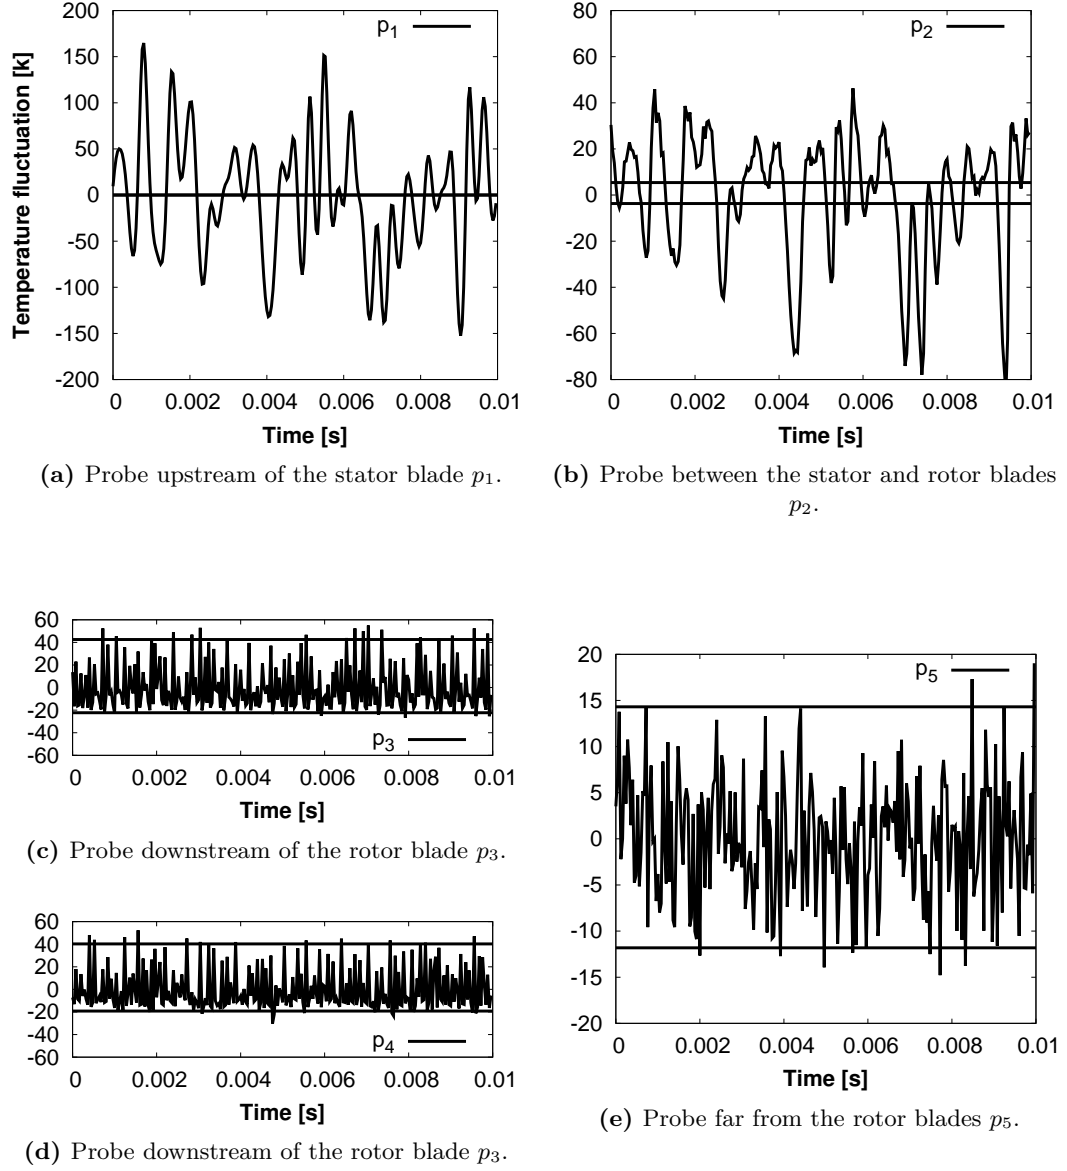 Temperature fluctuation [k]
200
150
100
50
0
-50
-100
-150
-200
p1
0 0.002 0.004 0.006 0.008 0.01
Time [s]
(a) Probe upstream of the stator blade p1.
80
60
40
20
0
-20
-40
-60
-80
p2
0 0.002 0.004 0.006 0.008 0.01
Time [s]
(b) Probe between the stator and rotor blades
p2.
60
40
20
0
-20
-40
-60
p3
0 0.002 0.004 0.006 0.008 0.01
Time [s]
(c) Probe downstream of the rotor blade p3.
60
40
20
0
-20
-40
-60
p4
0 0.002 0.004 0.006 0.008 0.01
Time [s]
(d) Probe downstream of the rotor blade p3.
20
15
10
5
0
-5
-10
-15
-20
p5
0 0.002 0.004 0.006 0.008 0.01
Time [s]
(e) Probe far from the rotor blades p5.